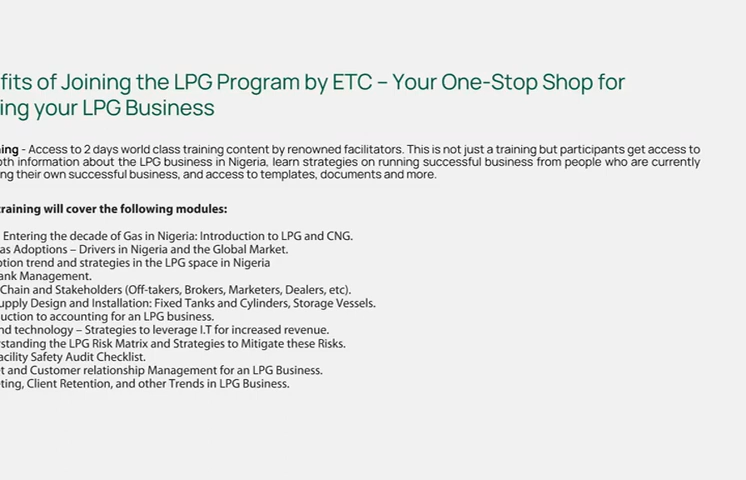 fits of Joining the LPG Program by ETC – Your One-Stop Shop for
ing your LPG Business
ing - Access to 2 days world class training content by renowned facilitators. This is not just a training but participants get access to
oth information about the LPG business in Nigeria, learn strategies on running successful business from people who are currently
ng their own successful business, and access to templates, documents and more.
training will cover the following modules:
Entering the decade of Gas in Nigeria: Introduction to LPG and CNG.
as Adoptions – Drivers in Nigeria and the Global Market.
ption trend and strategies in the LPG space in Nigeria
ank Management.
Chain and Stakeholders (Off-takers, Brokers, Marketers, Dealers, etc).
upply Design and Installation: Fixed Tanks and Cylinders, Storage Vessels.
uction to accounting for an LPG business.
nd technology – Strategies to leverage I.T for increased revenue.
rstanding the LPG Risk Matrix and Strategies to Mitigate these Risks.
acility Safety Audit Checklist.
et and Customer relationship Management for an LPG Business.
ting, Client Retention, and other Trends in LPG Business.